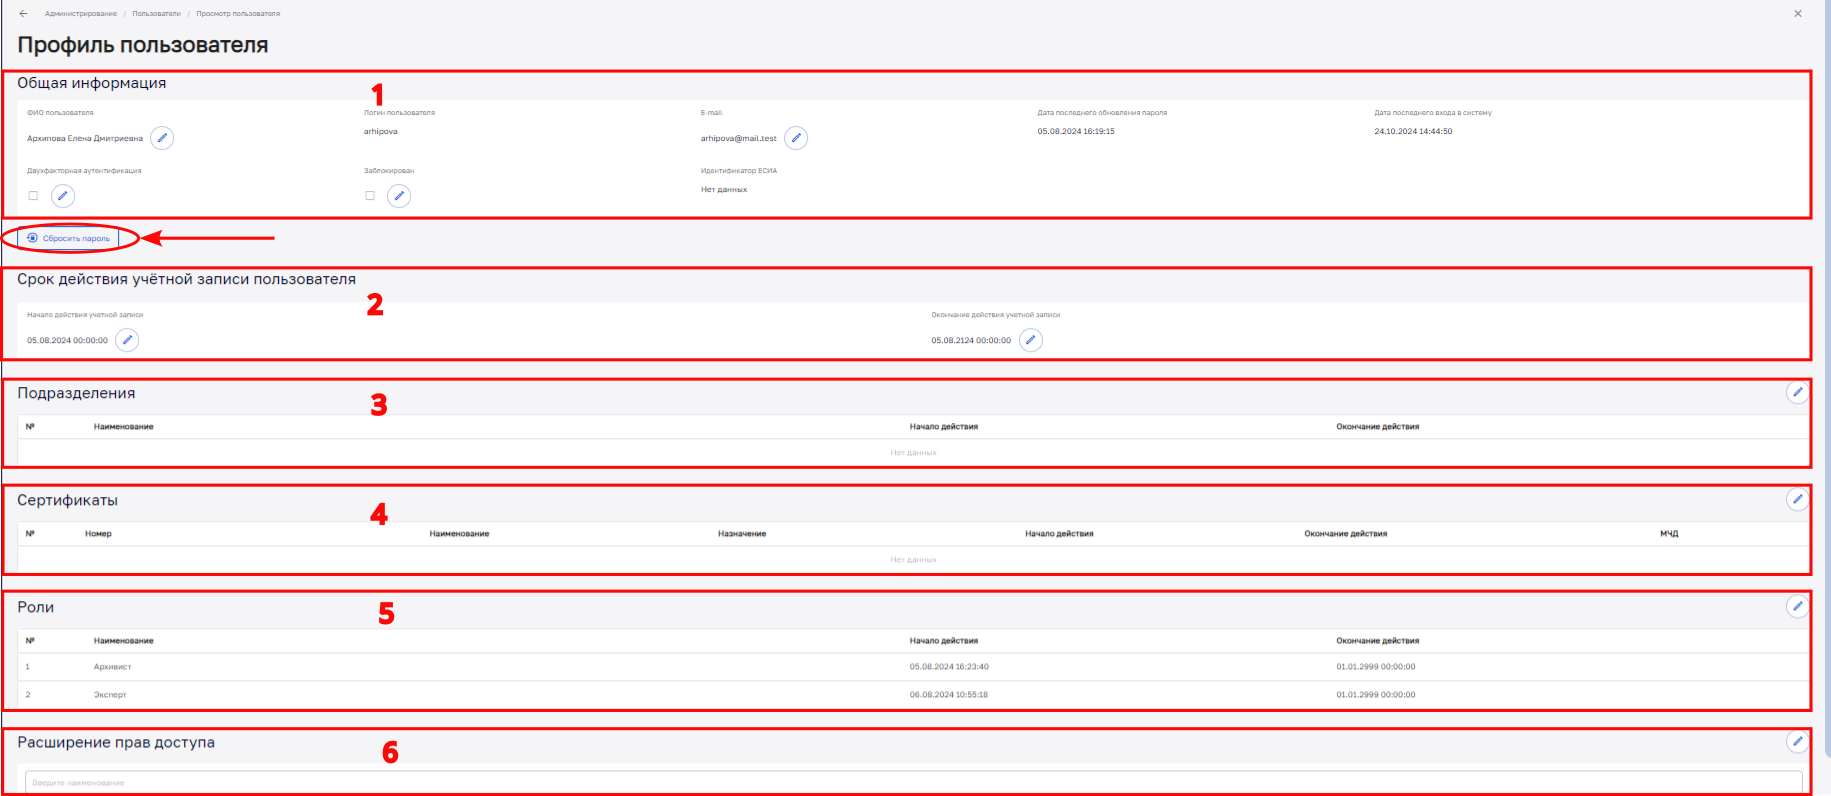 Администрирование / Пользователи / Просмотр пользователя
Профиль пользователя
Общая информация
1
ФИО пользователя Логин пользователя E-mail Дата последнего обновления пароля Дата последнего входа в систему
Архипова Елена Дмитриевна arhipova arhipova@mail.test 05.08.2024 16:19:15 24.10.2024 14:44:50
Двухфакторная аутентификация Заблокирован Идентификатор ЕСИА
Нет данных
Сбросить пароль
Срок действия учётной записи пользователя
2
Начало действия учетной записи Окончание действия учетной записи
05.08.2024 00:00:00 05.08.2124 00:00:00
Подразделения
3
№ Наименование Начало действия Окончание действия
Нет данных
Сертификаты
4
№ Номер Наименование Назначение Начало действия Окончание действия МЧД
Нет данных
Роли
5
№ Наименование Начало действия Окончание действия
1 Архивист 05.08.2024 16:23:40 01.01.2999 00:00:00
2 Эксперт 06.08.2024 10:55:18 01.01.2999 00:00:00
Расширение прав доступа
6
Введите наименование